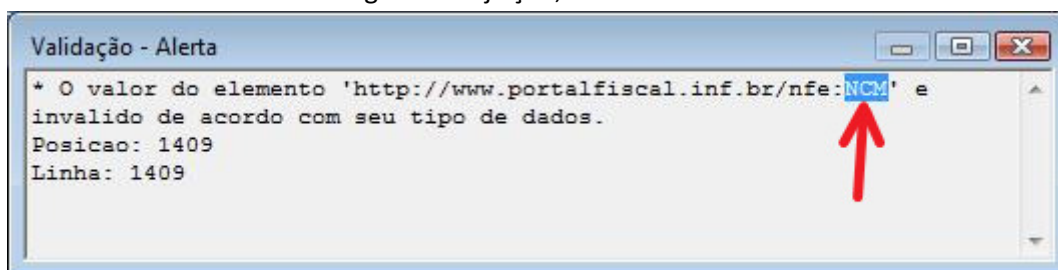 Validação - Alerta
* O valor do elemento 'http://www.portalfiscal.inf.br/nfe:NCM' e
invalido de acordo com seu tipo de dados.
Posicao: 1409
Linha: 1409